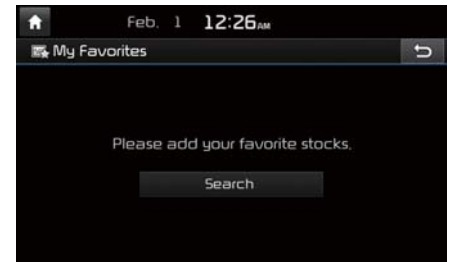 Feb. 1 12:26AM
My Favorites
Please add your favorite stocks.
Search